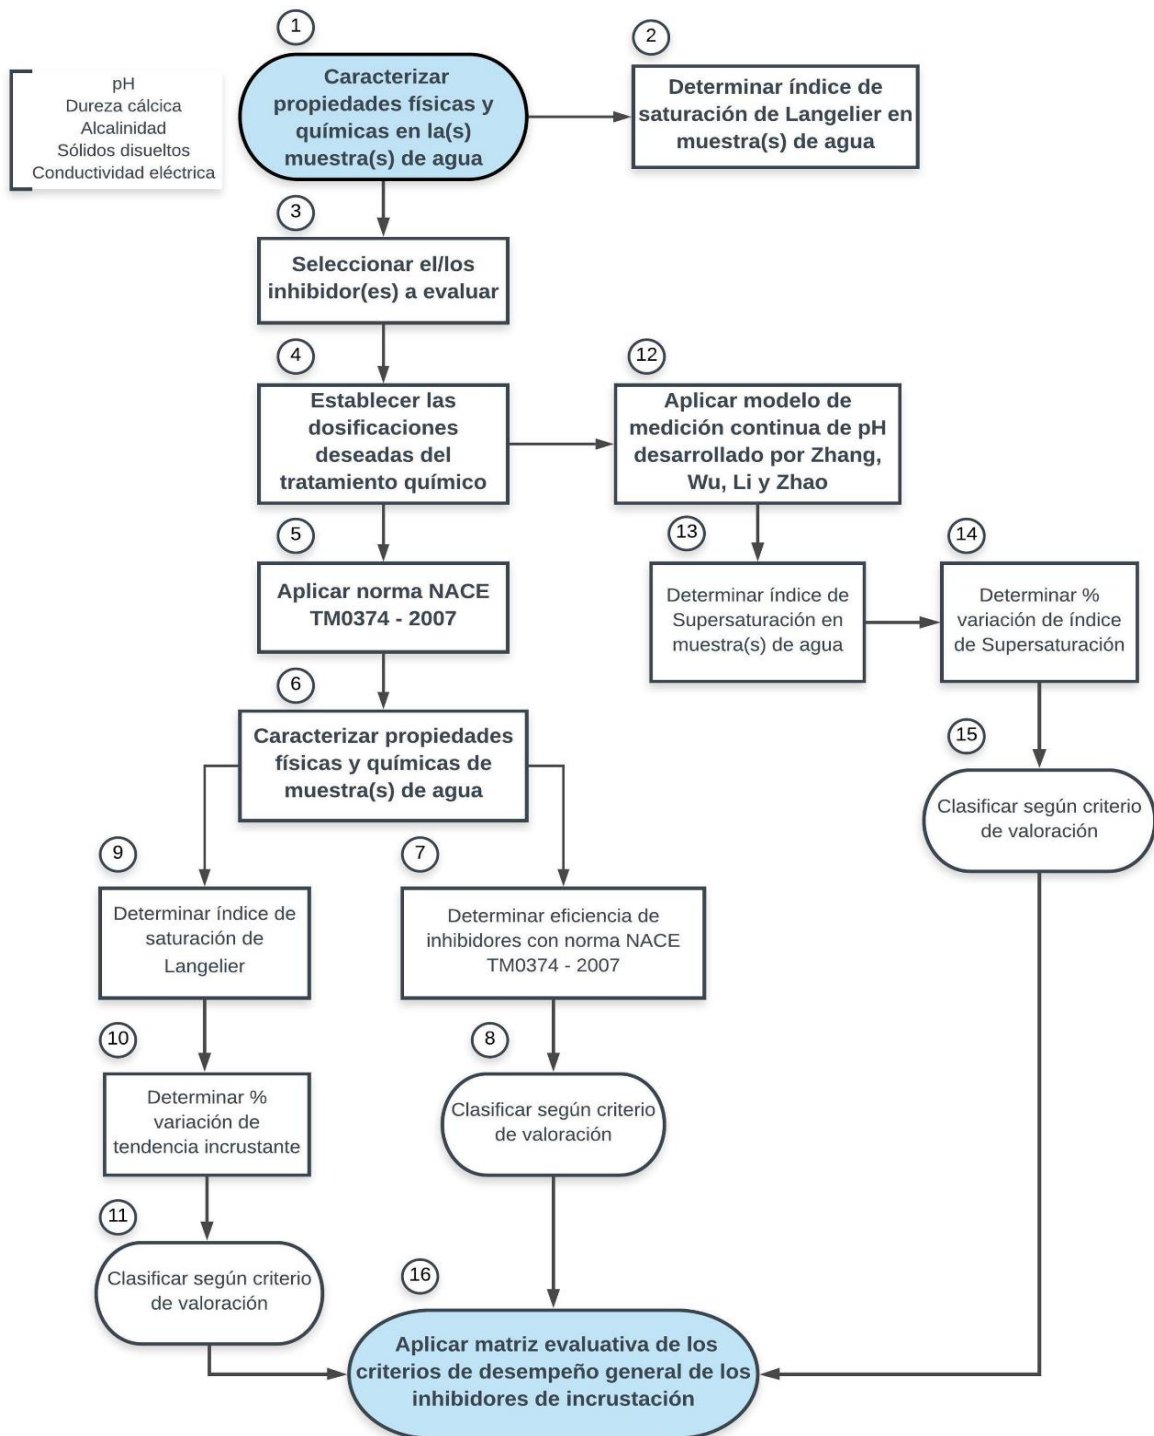 1
Caracterizar
propiedades físicas y
químicas en la(s)
muestra(s) de agua
pH
Dureza cálcica
Alcalinidad
Sólidos disueltos
Conductividad eléctrica
2
Determinar índice de
saturación de Langelier en
muestra(s) de agua
3
Seleccionar el/los
inhibidor(es) a evaluar
4
Establecer las
dosificaciones
deseadas del
tratamiento químico
12
Aplicar modelo de
medición continua de pH
desarrollado por Zhang,
Wu, Li y Zhao
5
Aplicar norma NACE
TM0374 - 2007
13
Determinar índice de
Supersaturación en
muestra(s) de agua
14
Determinar %
variación de índice
de Supersaturación
6
Caracterizar propiedades
físicas y químicas de
muestra(s) de agua
15
Clasificar según criterio
de valoración
9
Determinar índice de
saturación de
Langelier
7
Determinar eficiencia de
inhibidores con norma NACE
TM0374 - 2007
10
Determinar %
variación de
tendencia incrustante
8
Clasificar según criterio
de valoración
11
Clasificar según criterio
de valoración
16
Aplicar matriz evaluativa de los
criterios de desempeño general de los
inhibidores de incrustación